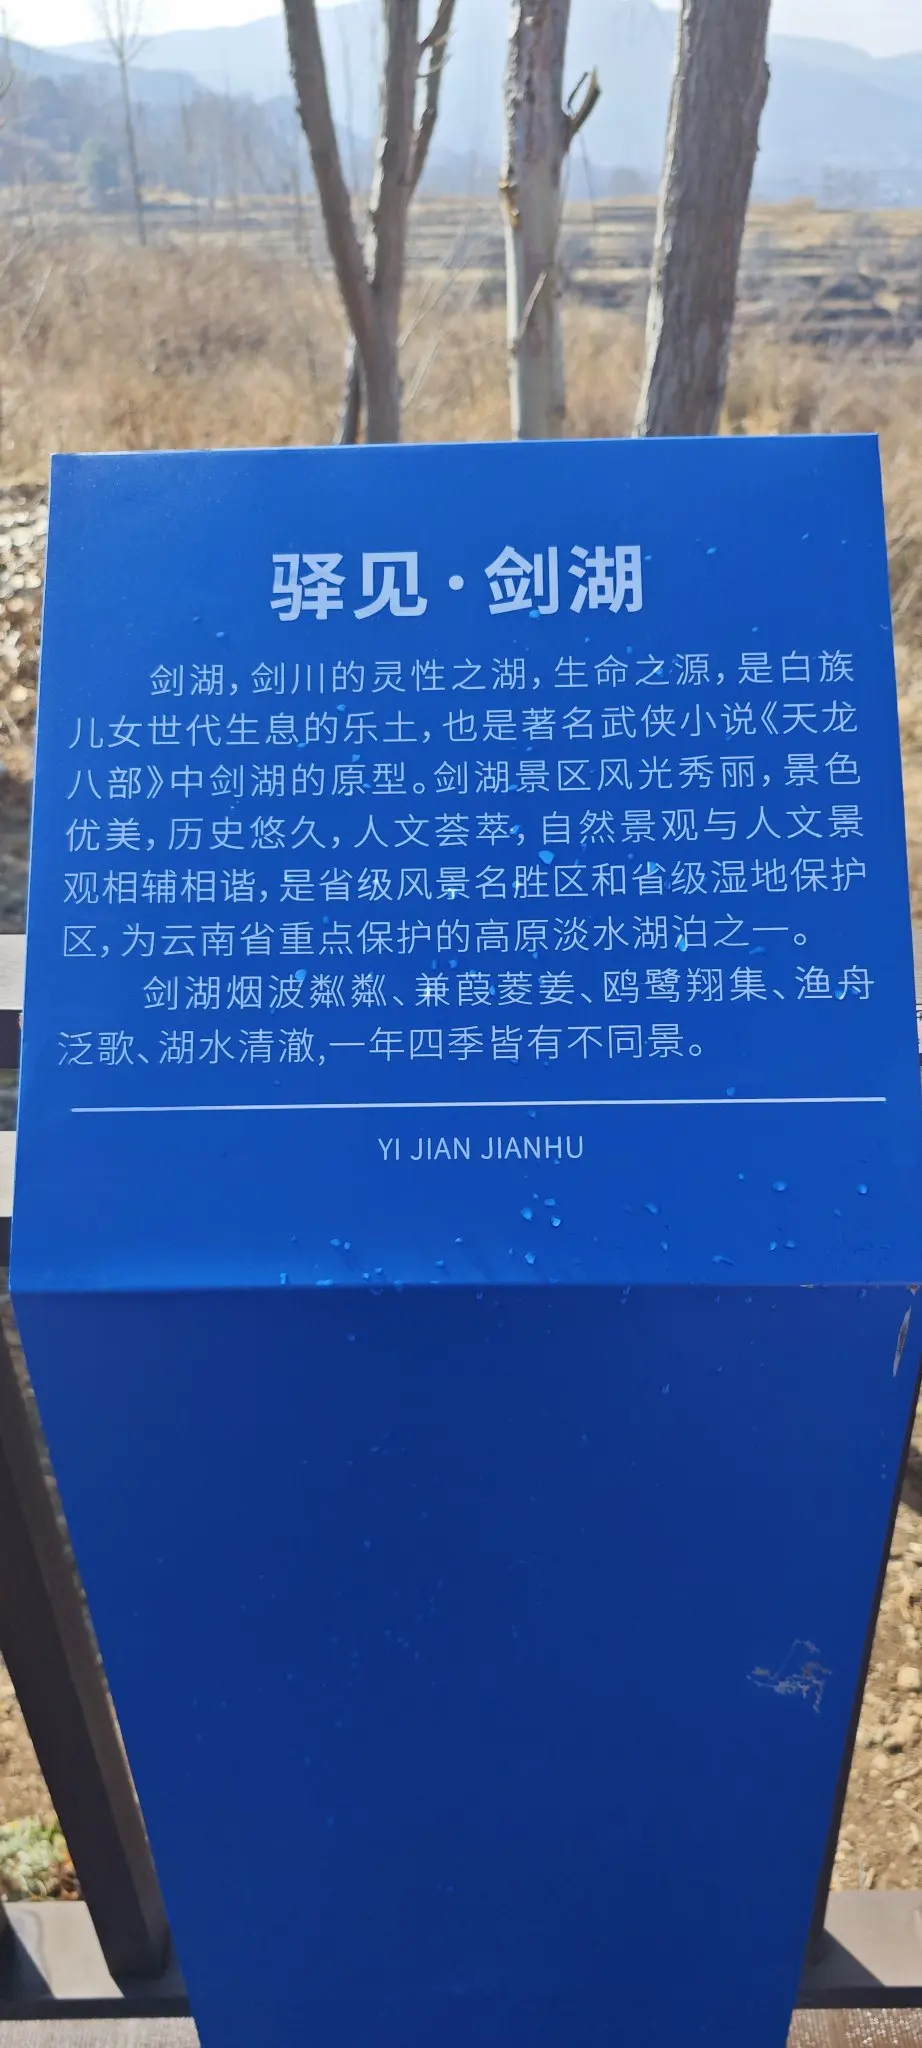 驿见·剑湖
剑湖，剑川的灵性之湖，生命之源，是白族
儿女世代生息的乐土，也是著名武侠小说《天龙
八部》中剑湖的原型。剑湖景区风光秀丽，景色
优美，历史悠久，人文荟萃，自然景观与人文景
观相辅相谐，是省级风景名胜区和省级湿地保护
区，为云南省重点保护的高原淡水湖泊之一。
剑湖烟波粼粼、兼葭菱姜、鸥鹭翔集、渔舟
泛歌、湖水清澈,一年四季皆有不同景。
YI JIAN JIANHU